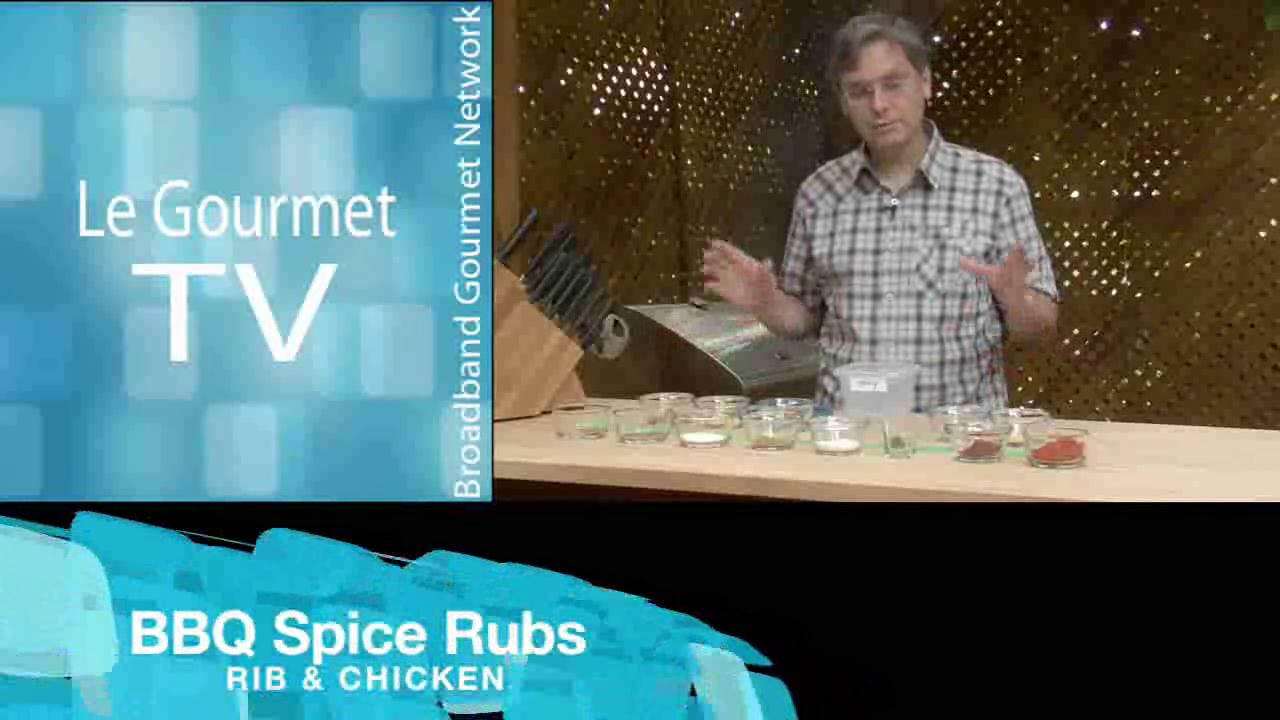 Le Gourmet
TV
Broadband Gourmet Network
BBQ Spice Rubs
RIB & CHICKEN